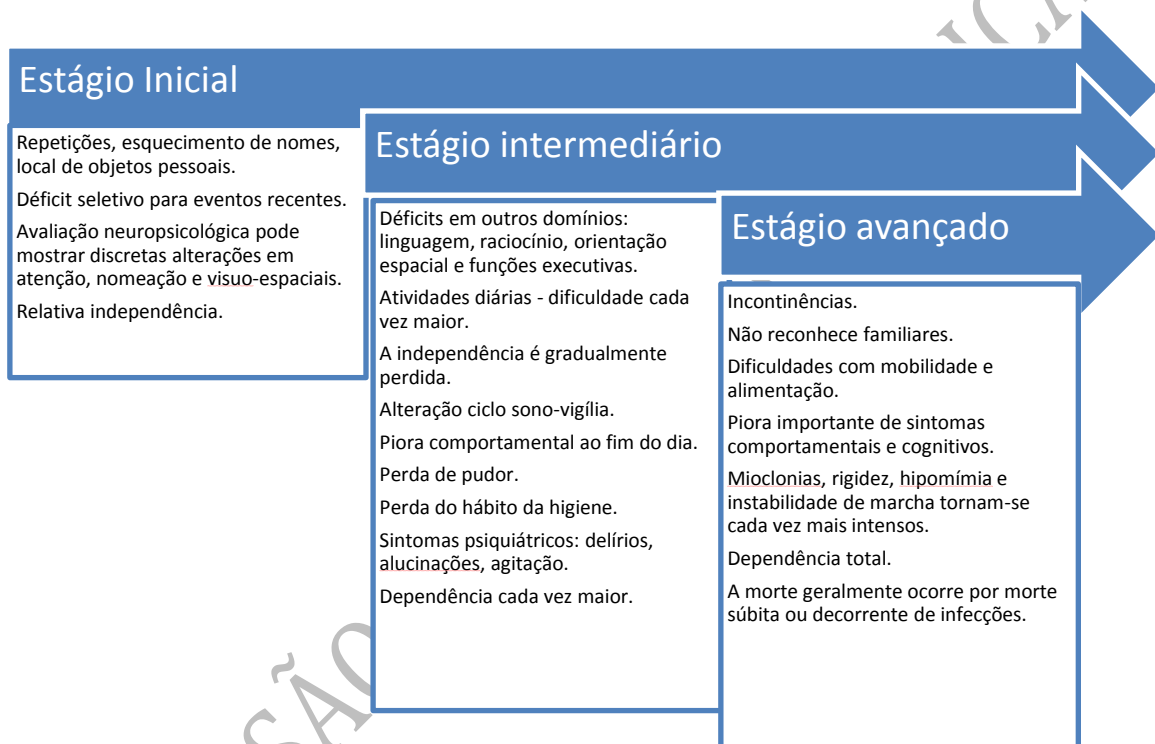 Estágio Inicial
Repetições, esquecimento de nomes,
local de objetos pessoais.
Déficit seletivo para eventos recentes.
Avaliação neuropsicológica pode
mostrar discretas alterações em
atenção, nomeação e visuo-espaciais.
Relativa independência.
Estágio intermediário
Déficits em outros domínios:
linguagem, raciocínio, orientação
espacial e funções executivas.
Atividades diárias - dificuldade cada
vez maior.
A independência é gradualmente
perdida.
Alteração ciclo sono-vigília.
Piora comportamental ao fim do dia.
Perda de pudor.
Perda do hábito da higiene.
Sintomas psiquiátricos: delírios,
alucinações, agitação.
Dependência cada vez maior.
Estágio avançado
Incontinências.
Não reconhece familiares.
Dificuldades com mobilidade e
alimentação.
Piora importante de sintomas
comportamentais e cognitivos.
Mioclonias, rigidez, hipomímia e
instabilidade de marcha tornam-se
cada vez mais intensos.
Dependência total.
A morte geralmente ocorre por morte
súbita ou decorrente de infecções.